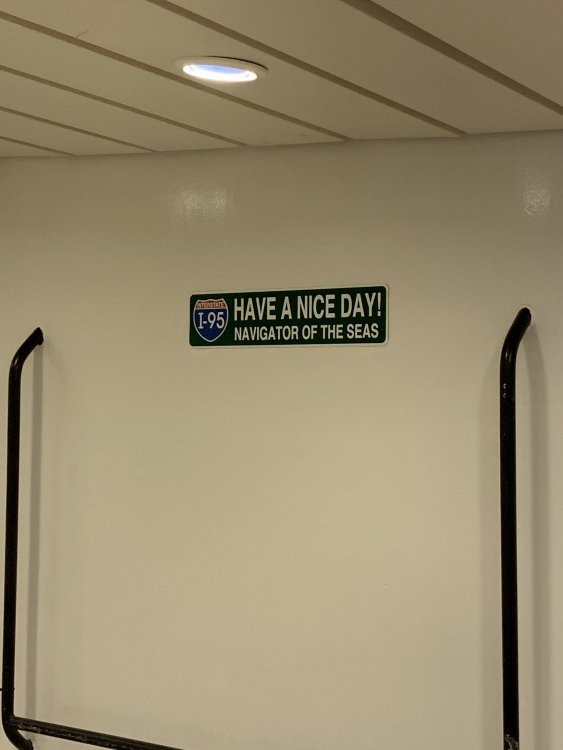 INTERSTATE
I-95
HAVE A NICE DAY!
NAVIGATOR OF THE SEAS